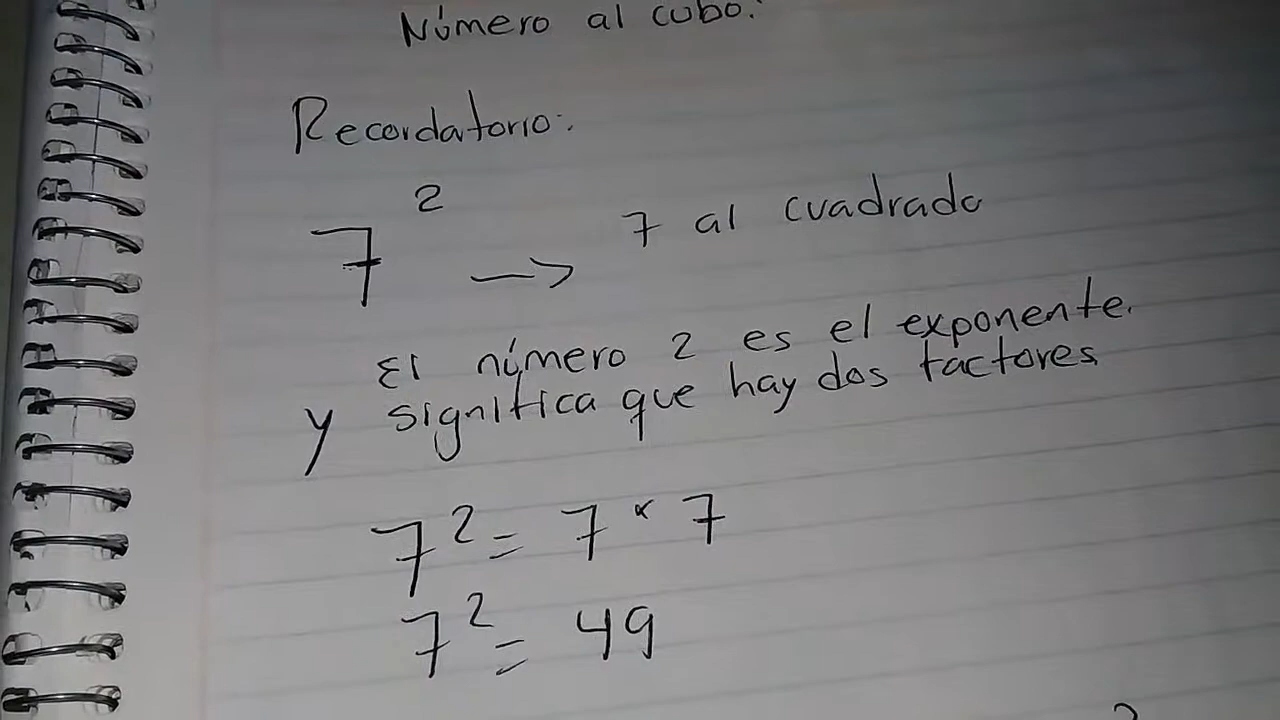 Número al cubo.
Recordatorio:
7² → 7 al cuadrado
El número 2 es el exponente.
y significa que hay dos factores
7² = 7 x 7
7² = 49